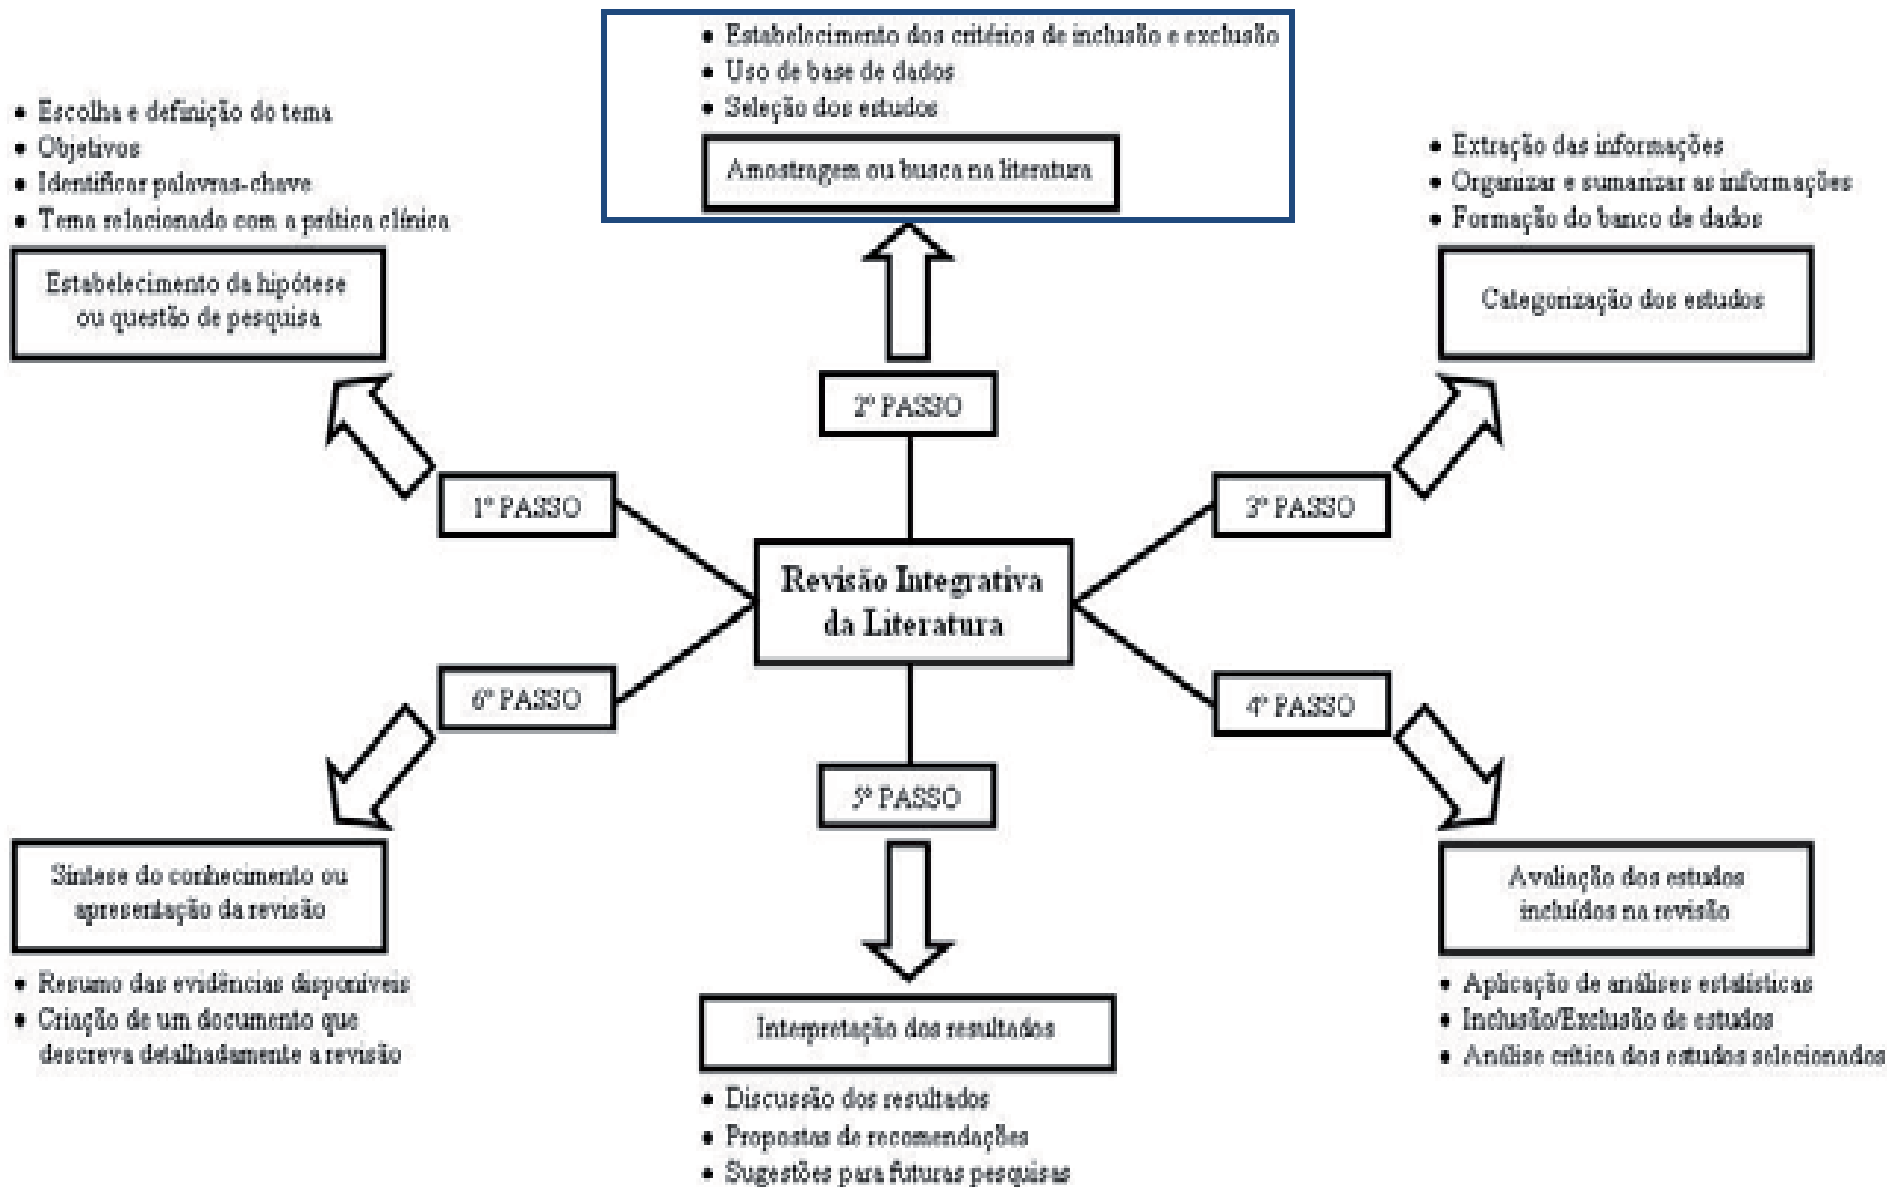 • Estabelecimento dos critérios de inclusão e exclusão
• Uso de base de dados
• Seleção dos estudos
Amostragem ou busca na literatura
• Escolha e definição do tema
• Objetivos
• Identificar palavras-chave
• Tema relacionado com a prática clínica
Estabelecimento da hipótese
ou questão de pesquisa
• Extração das informações
• Organizar e sumarizar as informações
• Formação do banco de dados
Categorização dos estudos
1º PASSO
2º PASSO
3º PASSO
Revisão Integrativa
da Literatura
6º PASSO
5º PASSO
4º PASSO
Síntese do conhecimento ou
apresentação da revisão
• Resumo das evidências disponíveis
• Criação de um documento que
descreva detalhadamente a revisão
Interpretação dos resultados
• Discussão dos resultados
• Propostas de recomendações
• Sugestões para futuras pesquisas
Avaliação dos estudos
incluídos na revisão
• Aplicação de análises estatísticas
• Inclusão/Exclusão de estudos
• Análise crítica dos estudos selecionados